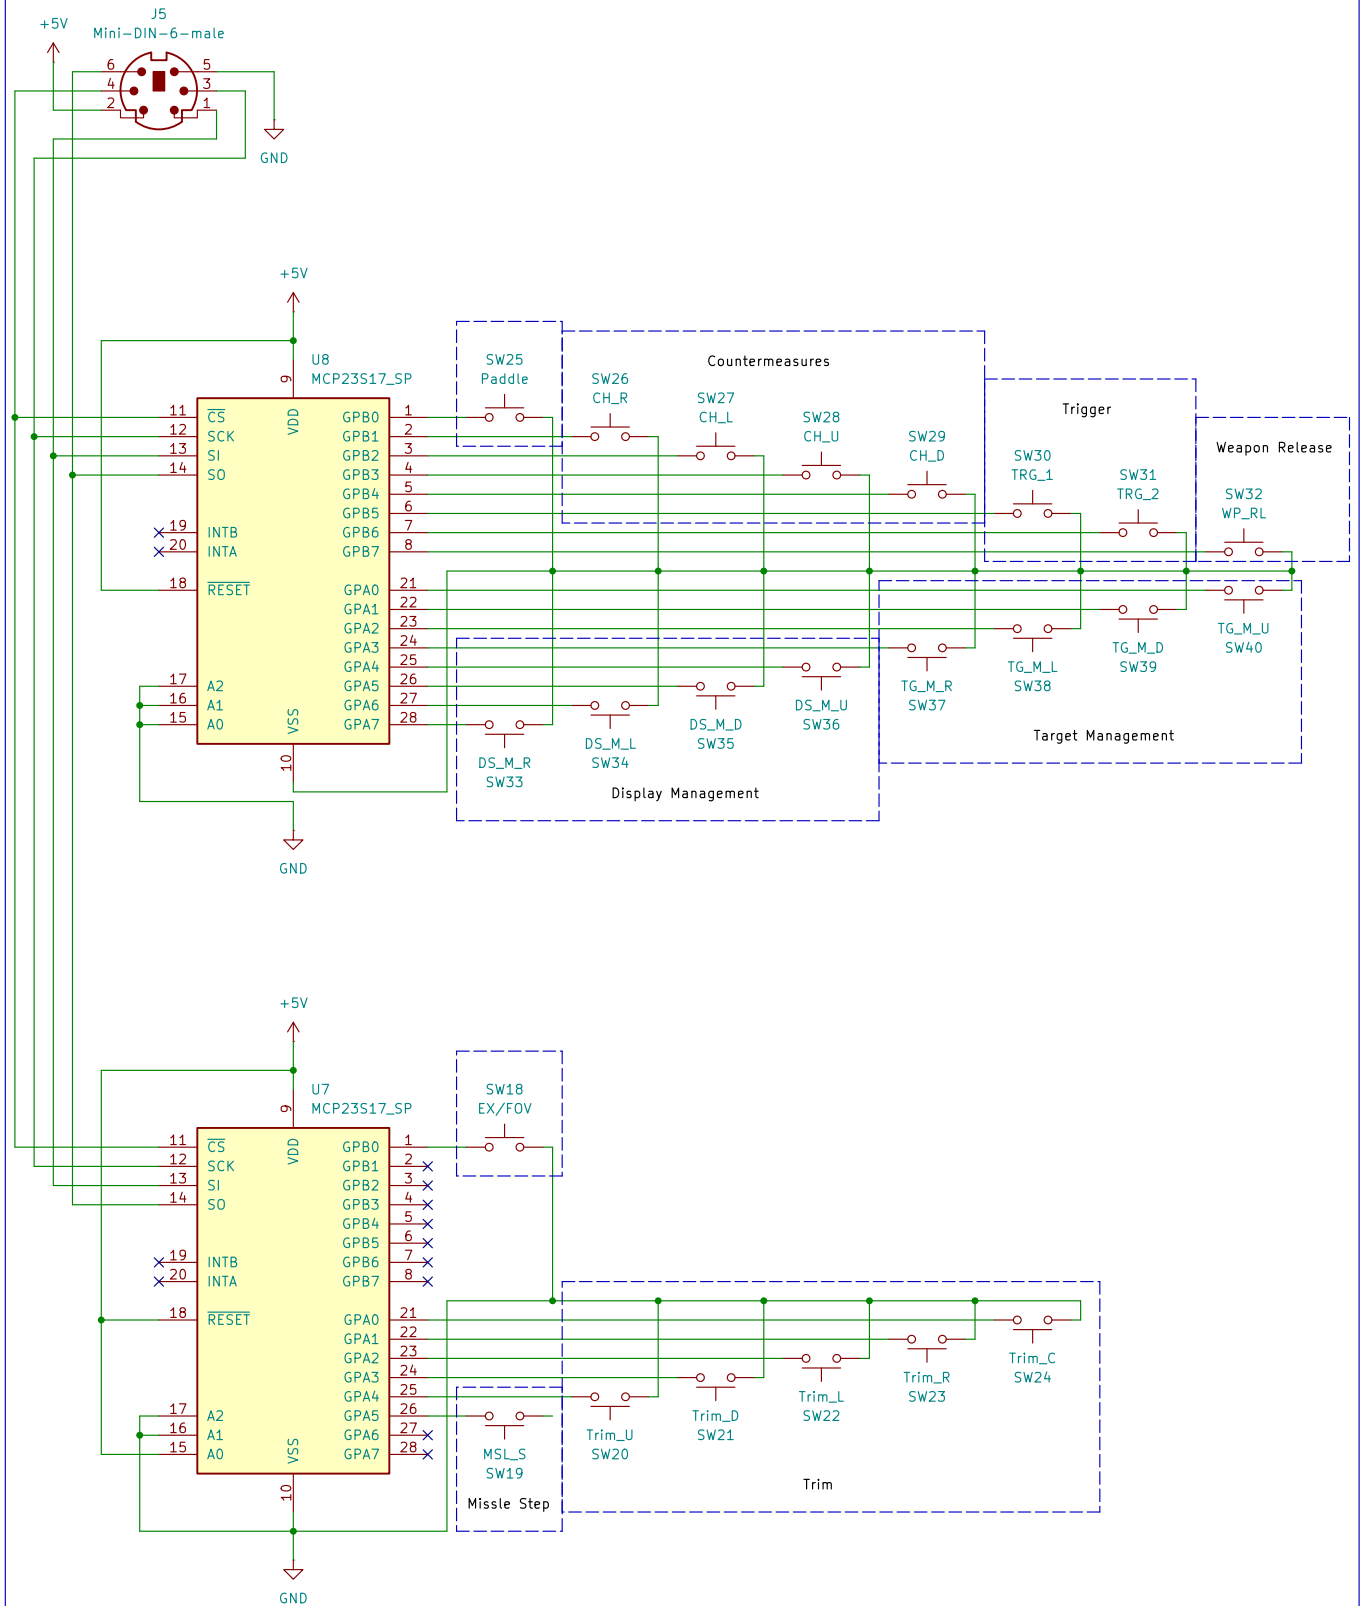 +5V
J5
Mini-DIN-6-male
6
5
4
3
2
1
GND
+5V
U8
MCP23S17_SP
9
VDD
11 CS
12 SCK
13 SI
14 SO
19 INTB
20 INTA
18 RESET
17 A2
16 A1
15 A0
VSS
10
GPB0 1
GPB1 2
GPB2 3
GPB3 4
GPB4 5
GPB5 6
GPB6 7
GPB7 8
GPA0 21
GPA1 22
GPA2 23
GPA3 24
GPA4 25
GPA5 26
GPA6 27
GPA7 28
GND
SW25
Paddle
Countermeasures
SW26
CH_R
SW27
CH_L
SW28
CH_U
SW29
CH_D
Trigger
SW30
TRG_1
SW31
TRG_2
Weapon Release
SW32
WP_RL
DS_M_R
SW33
DS_M_L
SW34
DS_M_D
SW35
DS_M_U
SW36
Display Management
TG_M_R
SW37
TG_M_L
SW38
TG_M_D
SW39
TG_M_U
SW40
Target Management
+5V
U7
MCP23S17_SP
9
VDD
11 CS
12 SCK
13 SI
14 SO
19 INTB
20 INTA
18 RESET
17 A2
16 A1
15 A0
VSS
10
GPB0 1
GPB1 2
GPB2 3
GPB3 4
GPB4 5
GPB5 6
GPB6 7
GPB7 8
GPA0 21
GPA1 22
GPA2 23
GPA3 24
GPA4 25
GPA5 26
GPA6 27
GPA7 28
GND
SW18
EX/FOV
MSL_S
SW19
Missle Step
Trim_U
SW20
Trim_D
SW21
Trim_L
SW22
Trim_R
SW23
Trim_C
SW24
Trim